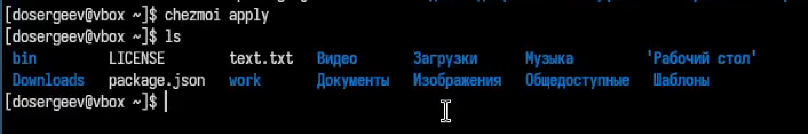 [dosergeev@vbox ~]$ chezmoi apply
[dosergeev@vbox ~]$ ls
bin LICENSE text.txt Видео Загрузки Музыка 'Рабочий стол'
Downloads package.json work Документы Изображения Общедоступные Шаблоны
[dosergeev@vbox ~]$